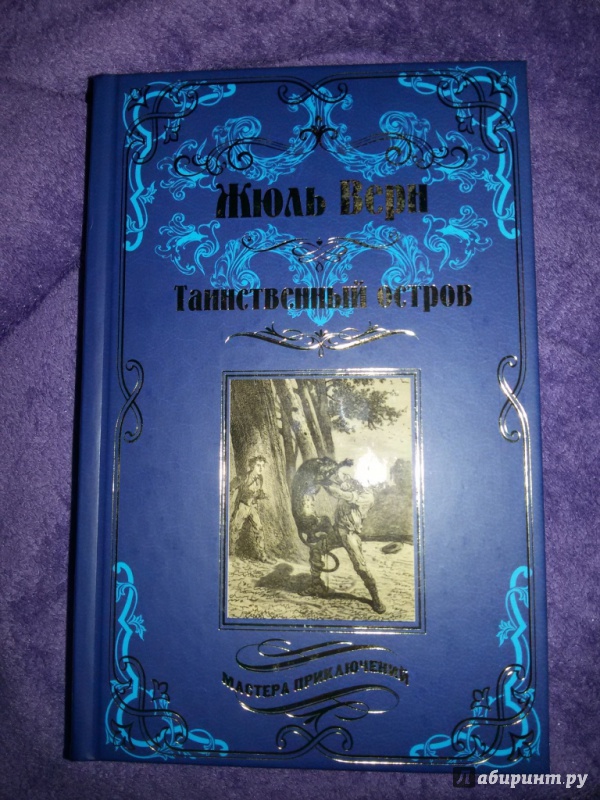 Жюль Верн
Таинственный остров
МАСТЕРА ПРИКЛЮЧЕНИЙ
Лабиринт.ру